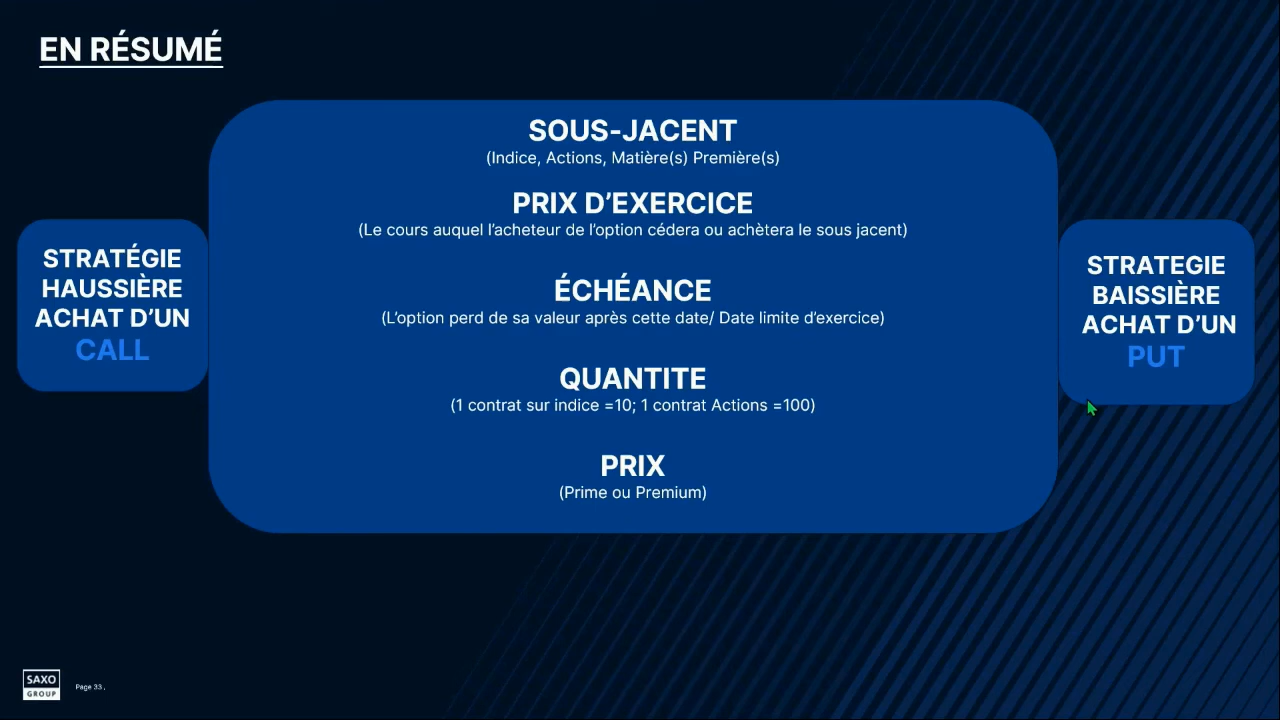 EN RÉSUMÉ
SOUS-JACENT
(Indice, Actions, Matière(s) Première(s)
PRIX D’EXERCICE
(Le cours auquel l’acheteur de l’option cédera ou achètera le sous jacent)
ÉCHÉANCE
(L’option perd de sa valeur après cette date/ Date limite d’exercice)
QUANTITE
(1 contrat sur indice =10; 1 contrat Actions =100)
PRIX
(Prime ou Premium)
STRATÉGIE
HAUSSIÈRE
ACHAT D’UN
CALL
STRATEGIE
BAISSIÈRE
ACHAT D’UN
PUT
SAXO
GROUP
Page 33 .